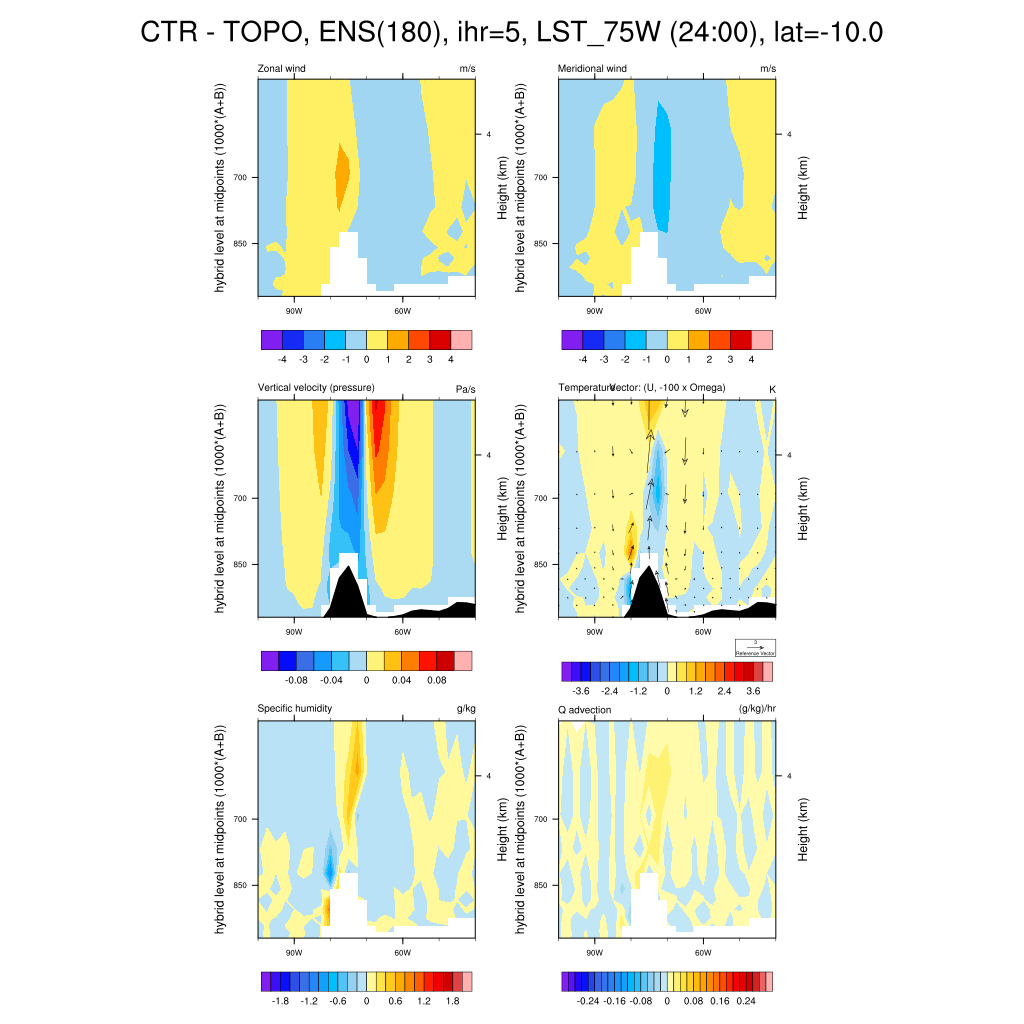 CTR - TOPO, ENS(180), ihr=5, LST_75W (24:00), lat=-10.0
Zonal wind m/s
hybrid level at midpoints (1000*(A+B))
700
850
4
Height (km)
90W 60W
-4 -3 -2 -1 0 1 2 3 4
Meridional wind m/s
hybrid level at midpoints (1000*(A+B))
700
850
4
Height (km)
90W 60W
-4 -3 -2 -1 0 1 2 3 4
Vertical velocity (pressure) Pa/s
hybrid level at midpoints (1000*(A+B))
700
850
4
Height (km)
90W 60W
-0.08 -0.04 0 0.04 0.08
Temperature Vector: (U, -100 x Omega) K
hybrid level at midpoints (1000*(A+B))
700
850
4
Height (km)
90W 60W
3
Reference Vector
-3.6 -2.4 -1.2 0 1.2 2.4 3.6
Specific humidity g/kg
hybrid level at midpoints (1000*(A+B))
700
850
4
Height (km)
90W 60W
-1.8 -1.2 -0.6 0 0.6 1.2 1.8
Q advection (g/kg)/hr
hybrid level at midpoints (1000*(A+B))
700
850
4
Height (km)
90W 60W
-0.24 -0.16 -0.08 0 0.08 0.16 0.24